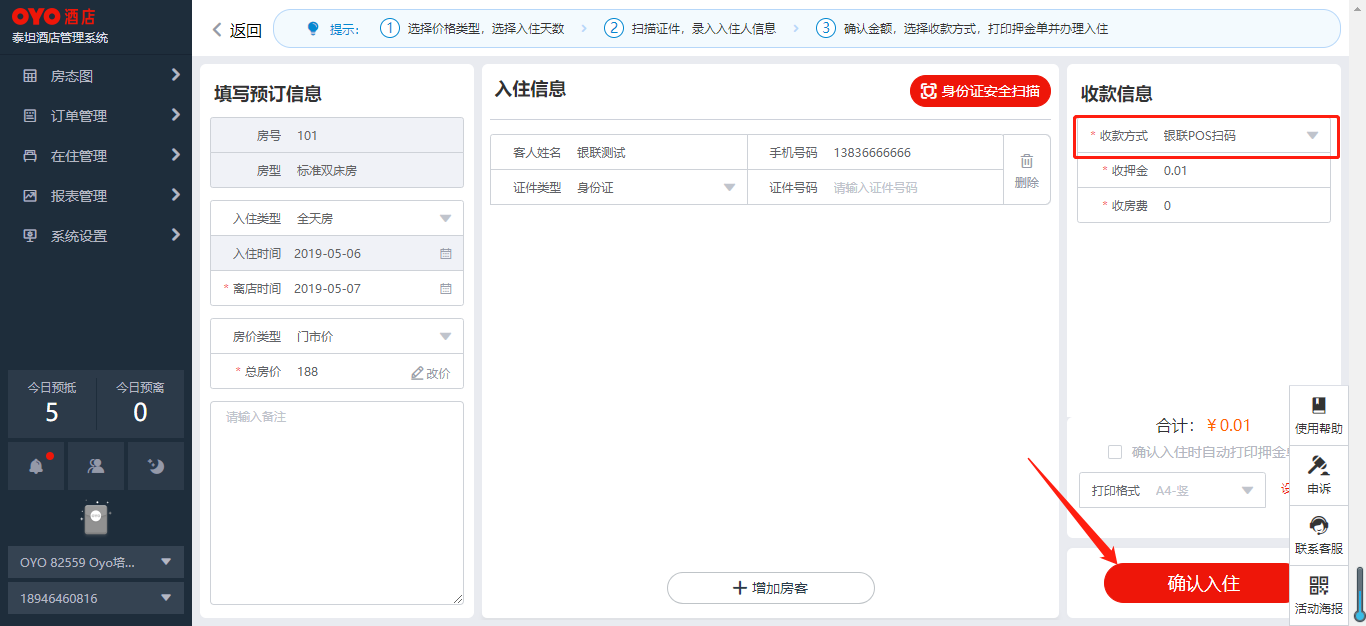 OYO 酒店
泰坦酒店管理系统
房态图
订单管理
在住管理
报表管理
系统设置
今日预抵
5
今日预离
0
OYO 82559 Oyo培...
18946460816
返回
提示:
1 选择价格类型，选择入住天数
2 扫描证件，录入入住人信息
3 确认金额，选择收款方式，打印押金单并办理入住
填写预订信息
房号 101
房型 标准双床房
入住类型 全天房
入住时间 2019-05-06
* 离店时间 2019-05-07
房价类型 门市价
* 总房价 188 改价
请输入备注
入住信息
身份证安全扫描
客人姓名 银联测试
手机号码 13836666666
证件类型 身份证
证件号码 请输入证件号码
删除
增加房客
收款信息
* 收款方式 银联POS扫码
* 收押金 0.01
* 收房费 0
合计: ￥0.01
确认入住时自动打印押金
打印格式 A4-竖
确认入住
使用帮助
申诉
联系客服
活动海报